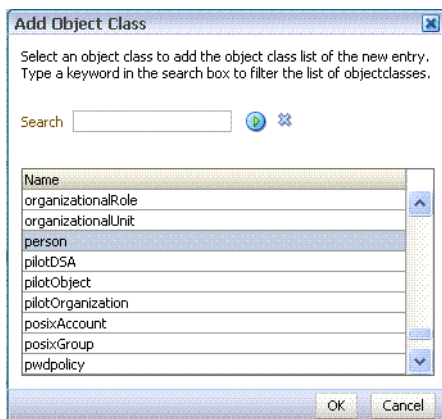 Add Object Class
Select an object class to add the object class list of the new entry.
Type a keyword in the search box to filter the list of objectclasses.
Search
Name
organizationalRole
organizationalUnit
person
pilotDSA
pilotObject
pilotOrganization
posixAccount
posixGroup
pwdpolicy
OK Cancel